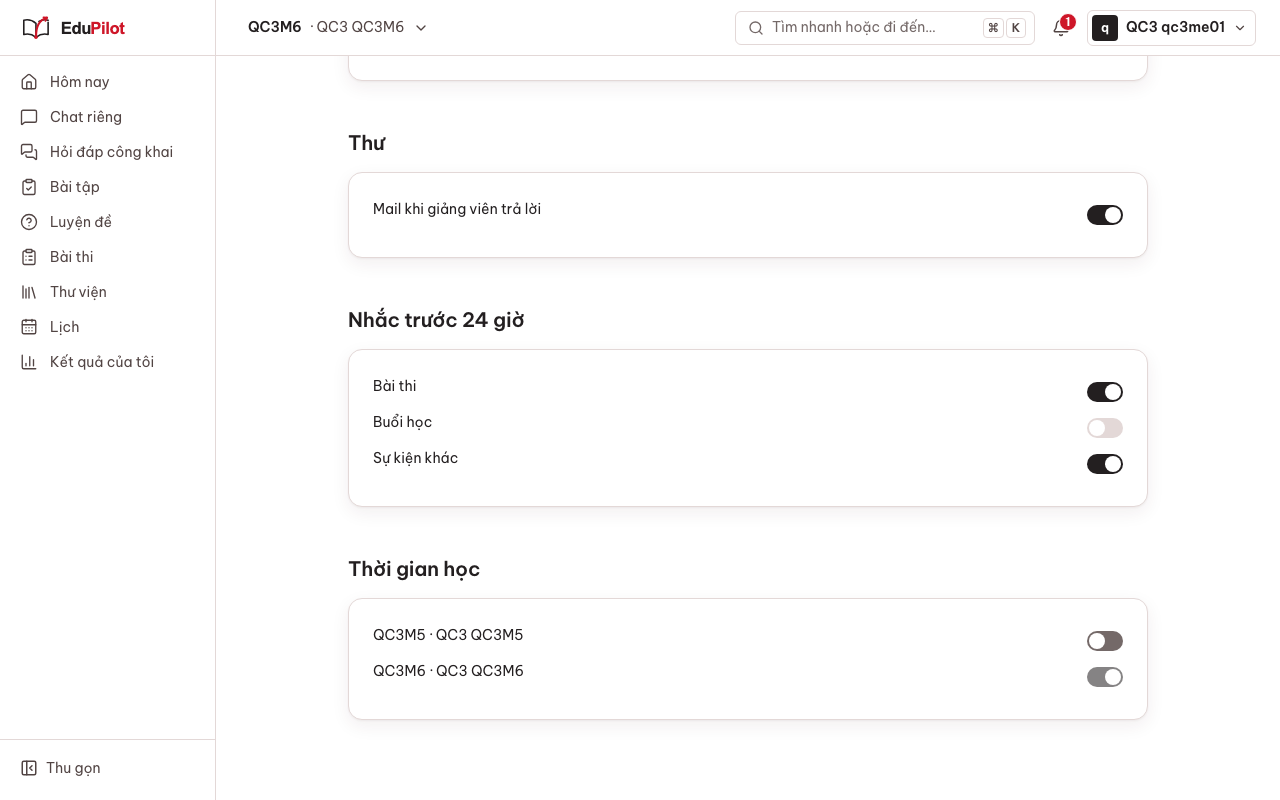 EduPilot
QC3M6 · QC3 QC3M6
Tìm nhanh hoặc đi đến...
⌘ K
1
q
QC3 qc3me01
Hôm nay
Chat riêng
Hỏi đáp công khai
Bài tập
Luyện đề
Bài thi
Thư viện
Lịch
Kết quả của tôi
Thu gọn
Thư
Mail khi giảng viên trả lời
Nhắc trước 24 giờ
Bài thi
Buổi học
Sự kiện khác
Thời gian học
QC3M5 · QC3 QC3M5
QC3M6 · QC3 QC3M6